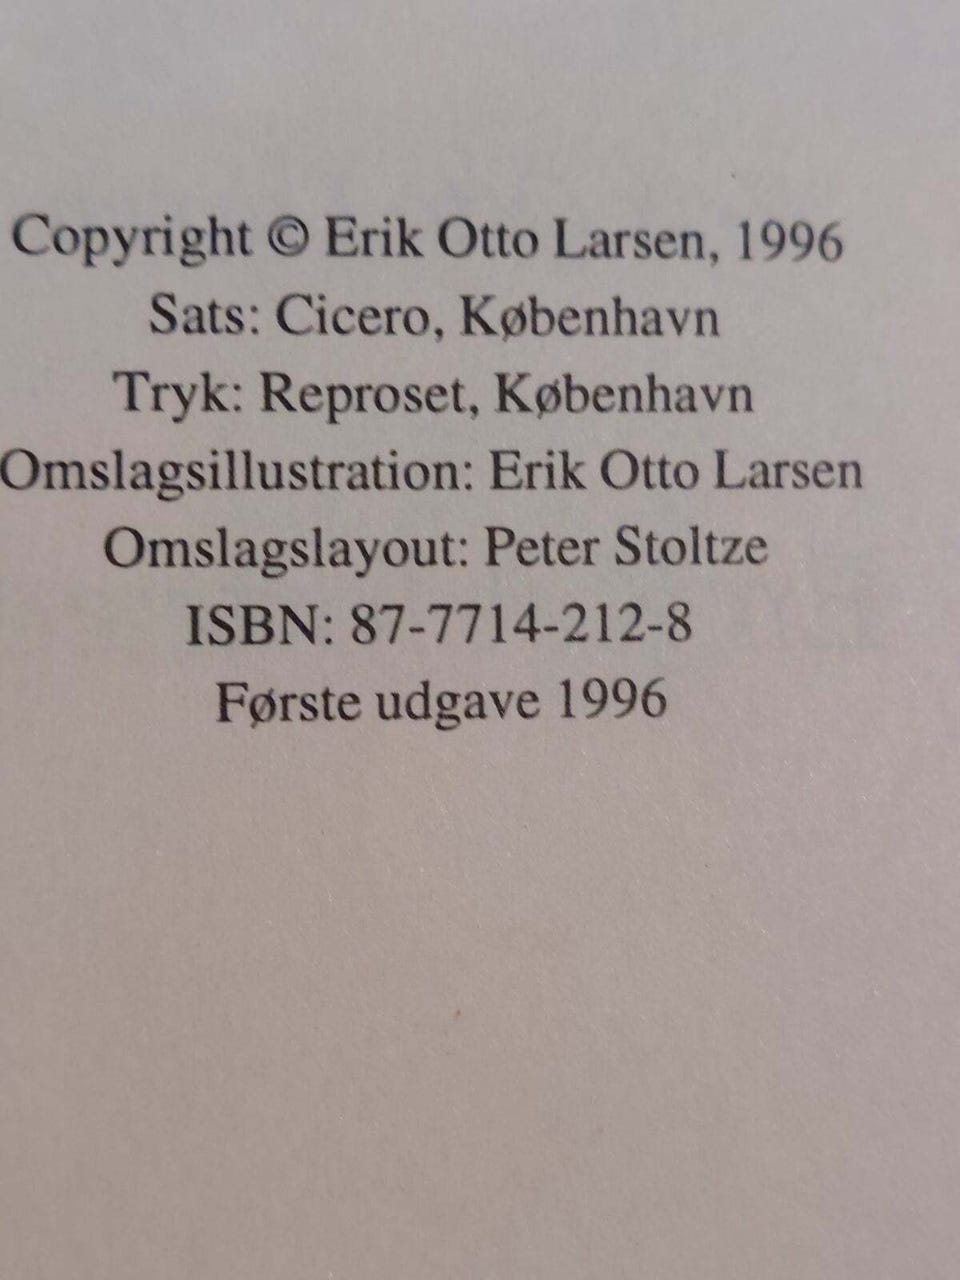 Copyright © Erik Otto Larsen, 1996
Sats: Cicero, København
Tryk: Reproset, København
Omslagsillustration: Erik Otto Larsen
Omslagslayout: Peter Stoltze
ISBN: 87-7714-212-8
Første udgave 1996